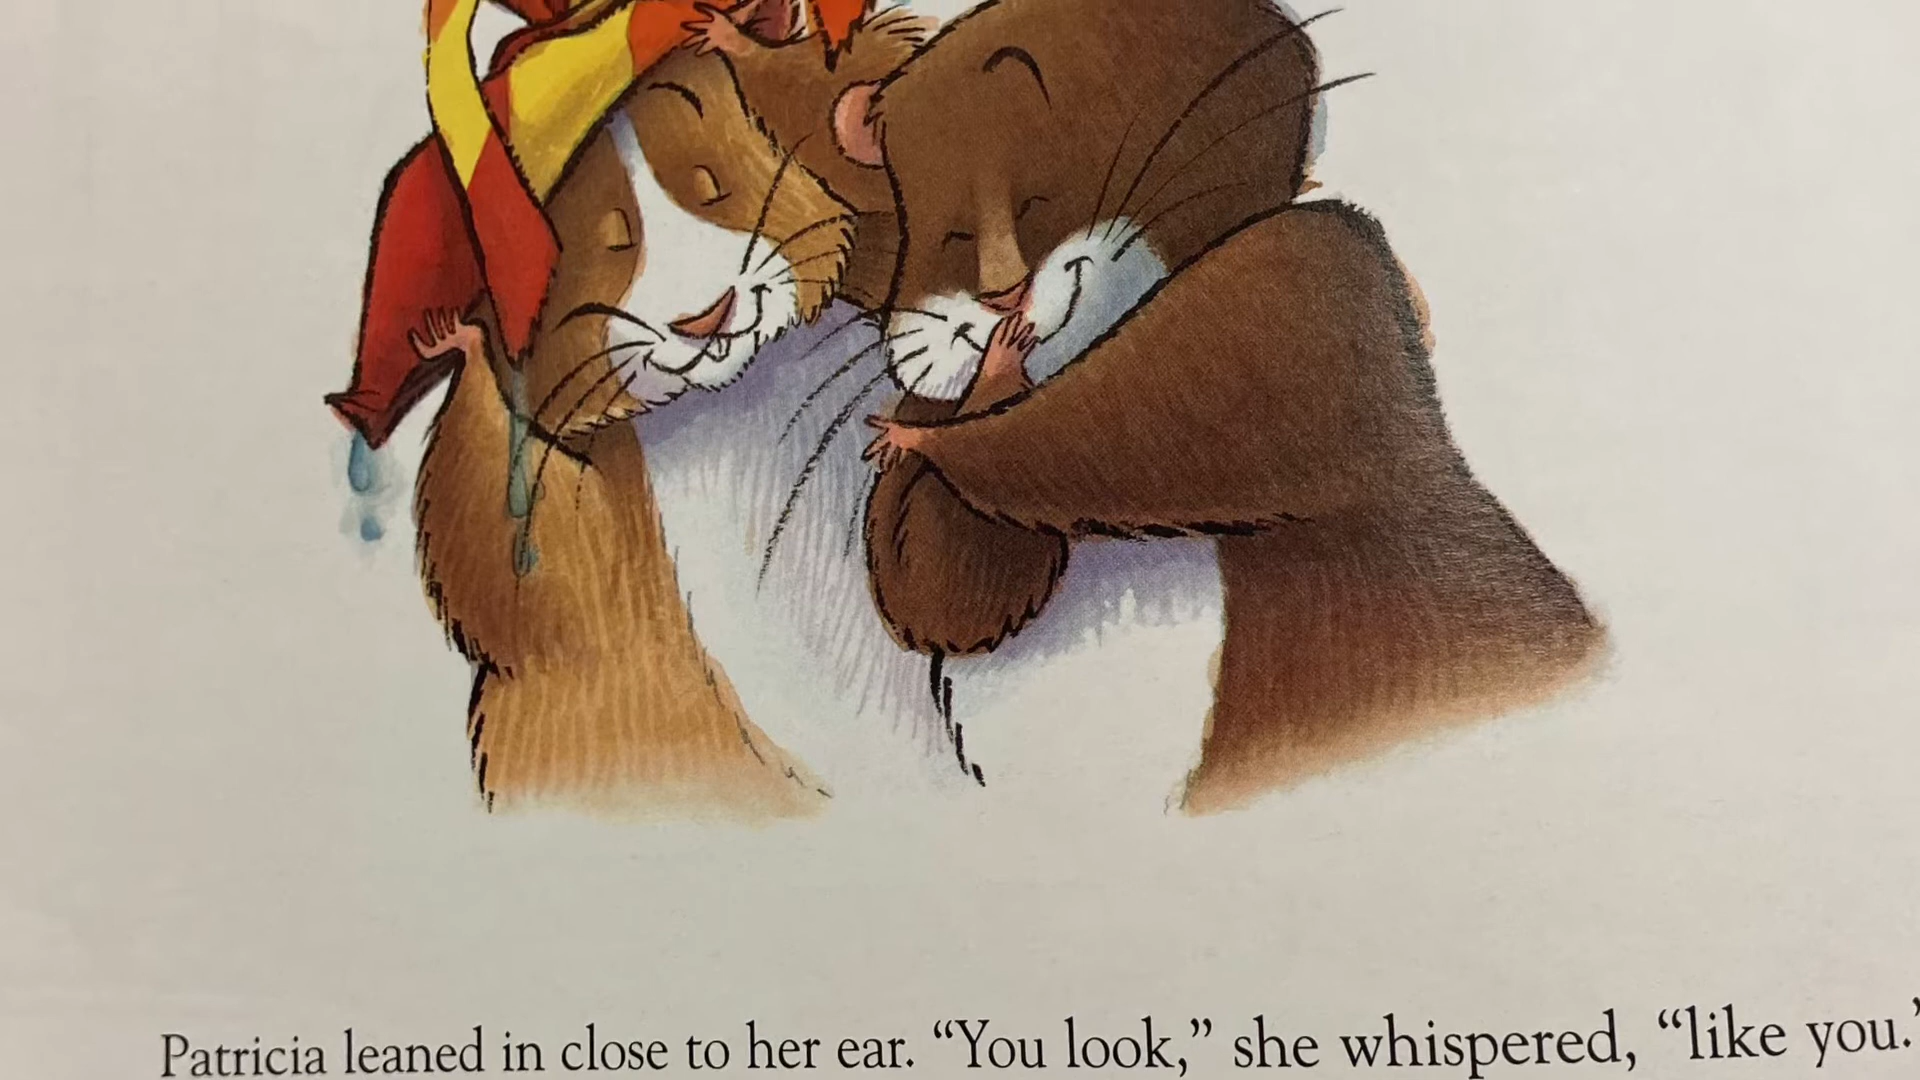 Patricia leaned in close to her ear. “You look,” she whispered, “like you.”